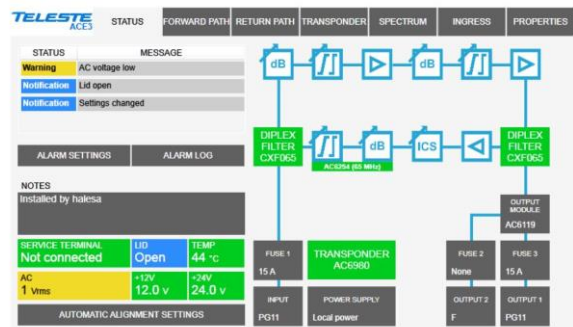 TELESTE
ACE3
STATUS
FORWARD PATH
RETURN PATH
TRANSPONDER
SPECTRUM
INGRESS
PROPERTIES
STATUS MESSAGE
Warning AC voltage low
Notification Lid open
Notification Settings changed
ALARM SETTINGS
ALARM LOG
NOTES
Installed by halesa
SERVICE TERMINAL
Not connected
LID
Open
TEMP
44 °C
AC
1 Vrms
+12V
12.0 V
+24V
24.0 V
AUTOMATIC ALIGNMENT SETTINGS
dB
dB
DIPLEX
FILTER
CXF065
dB
ICS
AC6254 (65 MHz)
DIPLEX
FILTER
CXF065
OUTPUT
MODULE
AC6119
FUSE 1
15 A
TRANSPONDER
AC6980
FUSE 2
None
FUSE 3
15 A
INPUT
PG11
POWER SUPPLY
Local power
OUTPUT 2
F
OUTPUT 1
PG11